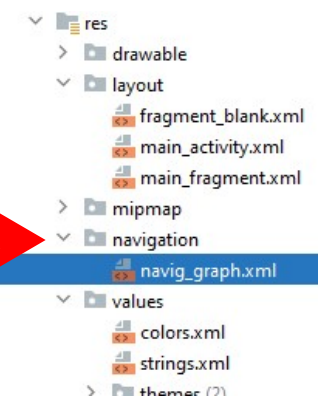 res
drawable
layout
fragment_blank.xml
main_activity.xml
main_fragment.xml
mipmap
navigation
navig_graph.xml
values
colors.xml
strings.xml
themes (2)